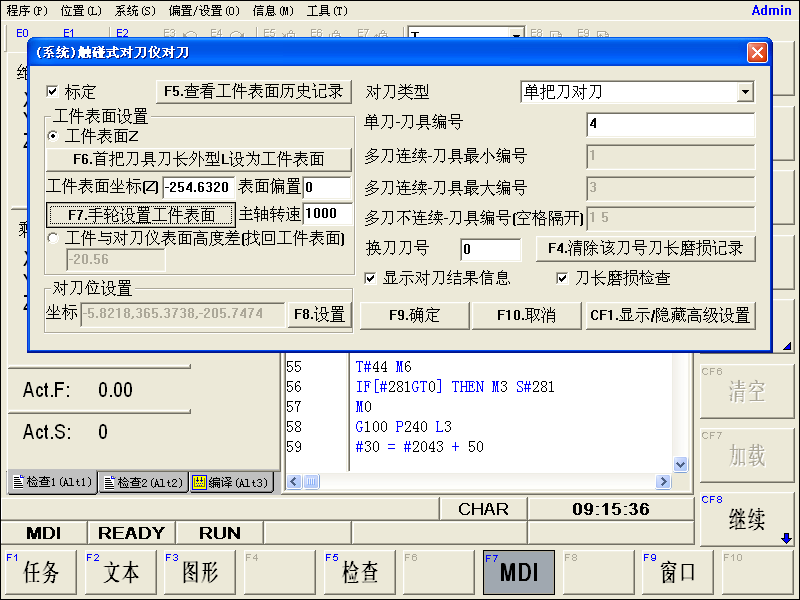 程序(P) 位置(L) 系统(S) 偏置/设置(O) 信息(M) 工具(T) Admin
E0 E1 E2 E3 E4 E5 E6 E7 E8 E9
(系统)触碰式对刀仪对刀
标定 F5.查看工件表面历史记录 对刀类型 单把刀对刀
工件表面设置 单刀-刀具编号 4
工件表面Z
F6.首把刀具刀长外型L设为工件表面 多刀连续-刀具最小编号 1
工件表面坐标(Z) -254.6320 表面偏置 0 多刀连续-刀具最大编号 3
F7.手轮设置工件表面 主轴转速 1000 多刀不连续-刀具编号(空格隔开) 1 5
工件与对刀仪表面高度差(找回工件表面) 换刀刀号 0 F4.清除该刀号刀长磨损记录
-20.56 显示对刀结果信息 刀长磨损检查
对刀位设置
坐标 -5.8218,365.3738,-205.7474 F8.设置 F9.确定 F10.取消 CF1.显示/隐藏高级设置
55 T#44 M6
56 IF[#281GT0] THEN M3 S#281
57 M0
58 G100 P240 L3
59 #30 = #2043 + 50
Act.F: 0.00
Act.S: 0
CF6 清空
CF7 加载
CF8 继续
检查1(Alt1) 检查2(Alt2) 编译(Alt3)
CHAR 09:15:36
MDI READY RUN
F1 任务 F2 文本 F3 图形 F4 F5 检查 F6 F7 MDI F8 F9 窗口 F10